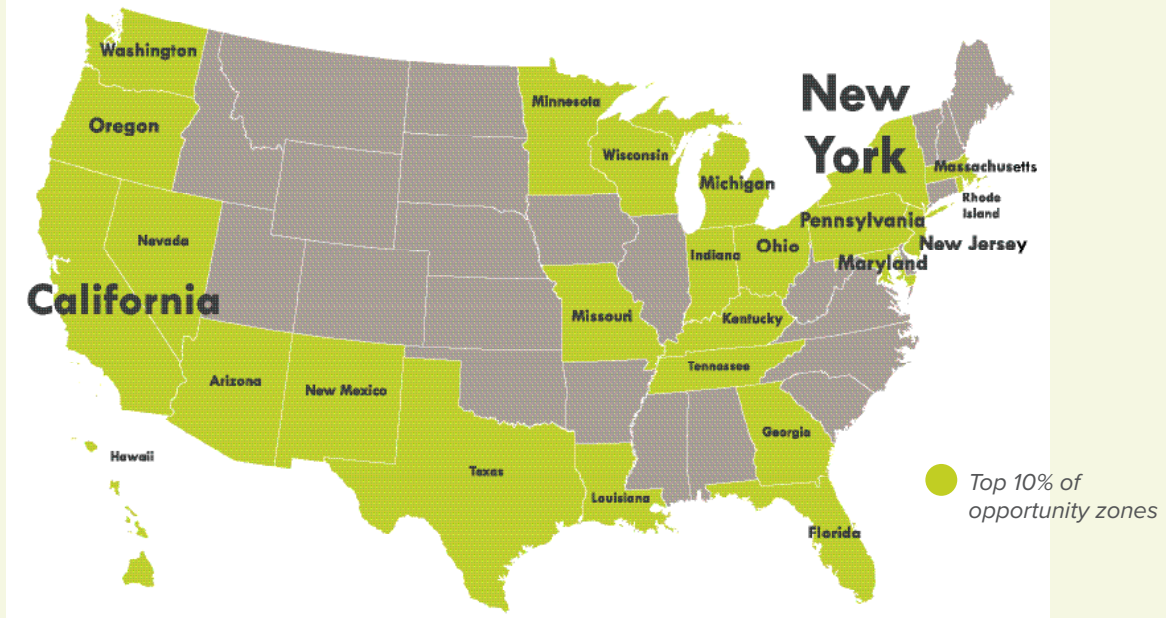 Washington
Oregon
Nevada
California
Arizona
New Mexico
Hawaii
Texas
Minnesota
Wisconsin
Michigan
Indiana
Ohio
Missouri
Kentucky
Tennessee
Louisiana
Georgia
Florida
New
York
Massachusetts
Rhode
Island
Pennsylvania
New Jersey
Maryland
Top 10% of
opportunity zones